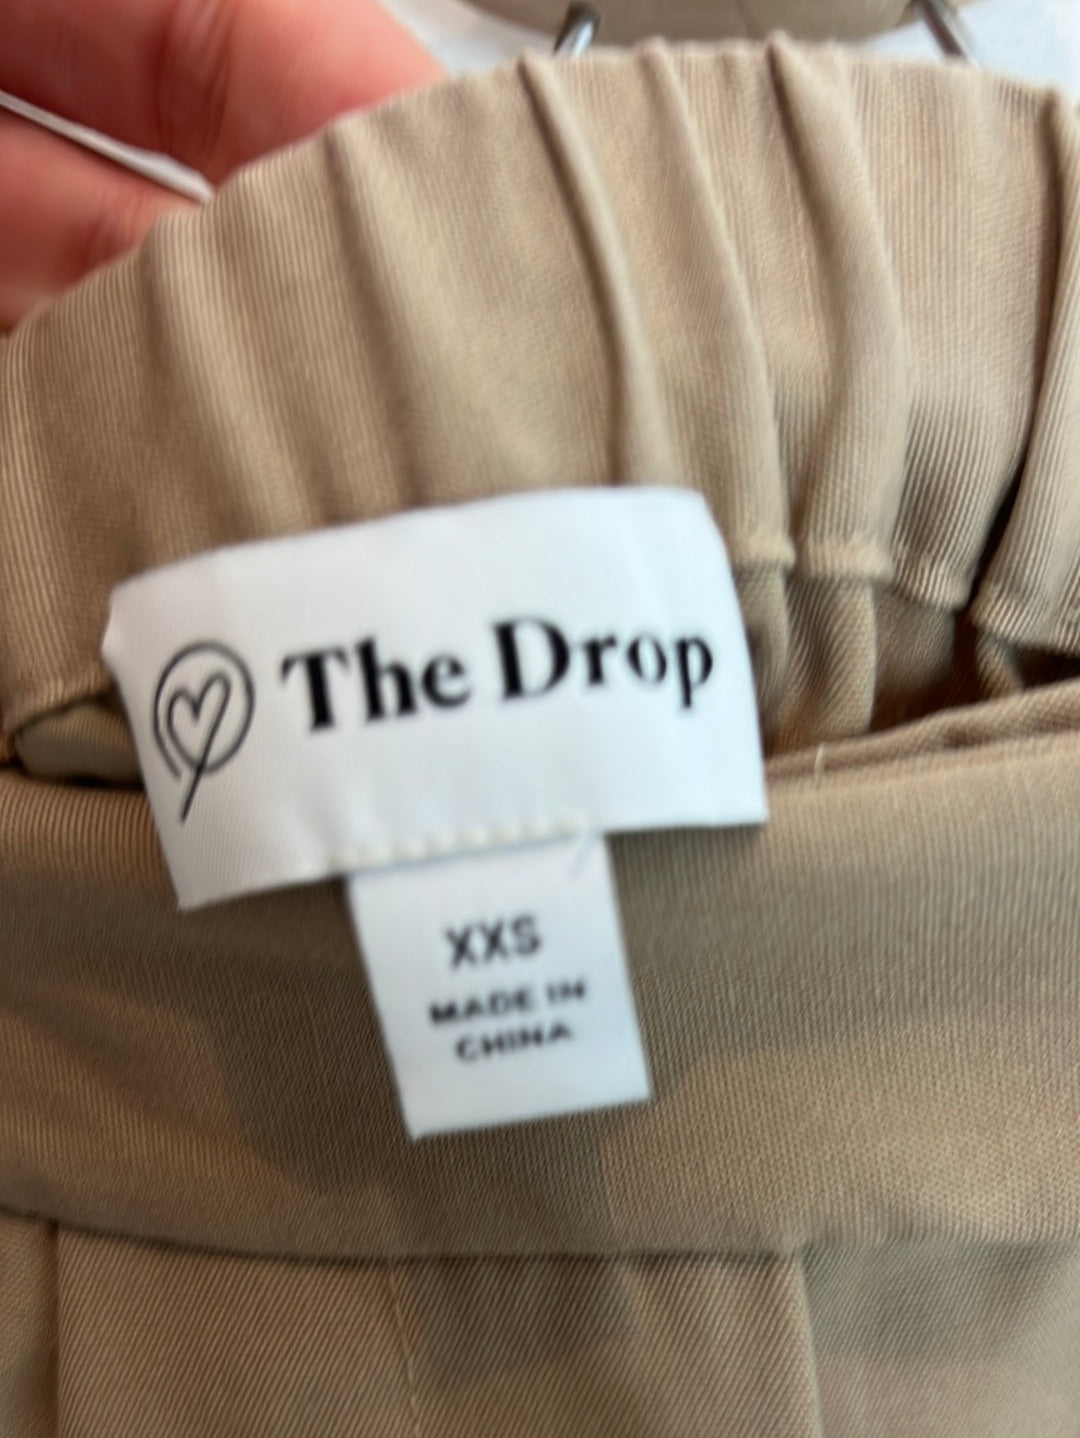 The Drop
XXS
MADE IN
CHINA